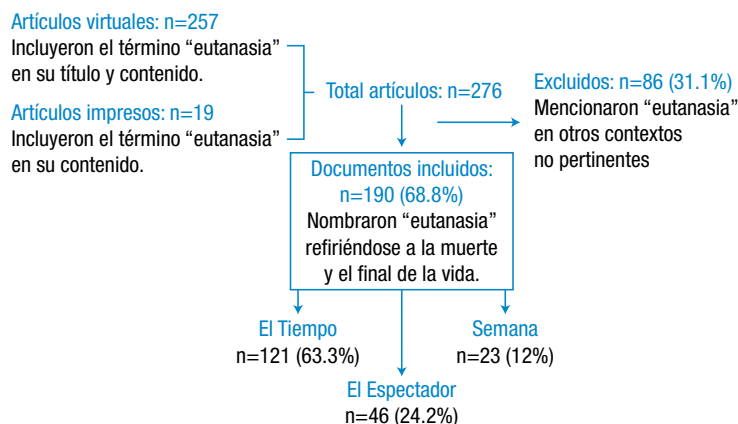 Artículos virtuales: n=257
Incluyeron el término “eutanasia”
en su título y contenido.
Artículos impresos: n=19
Incluyeron el término “eutanasia”
en su contenido.
Total artículos: n=276
Excluidos: n=86 (31.1%)
Mencionaron “eutanasia”
en otros contextos
no pertinentes
Documentos incluidos:
n=190 (68.8%)
Nombraron “eutanasia”
refiriéndose a la muerte
y el final de la vida.
El Tiempo
n=121 (63.3%)
Semana
n=23 (12%)
El Espectador
n=46 (24.2%)